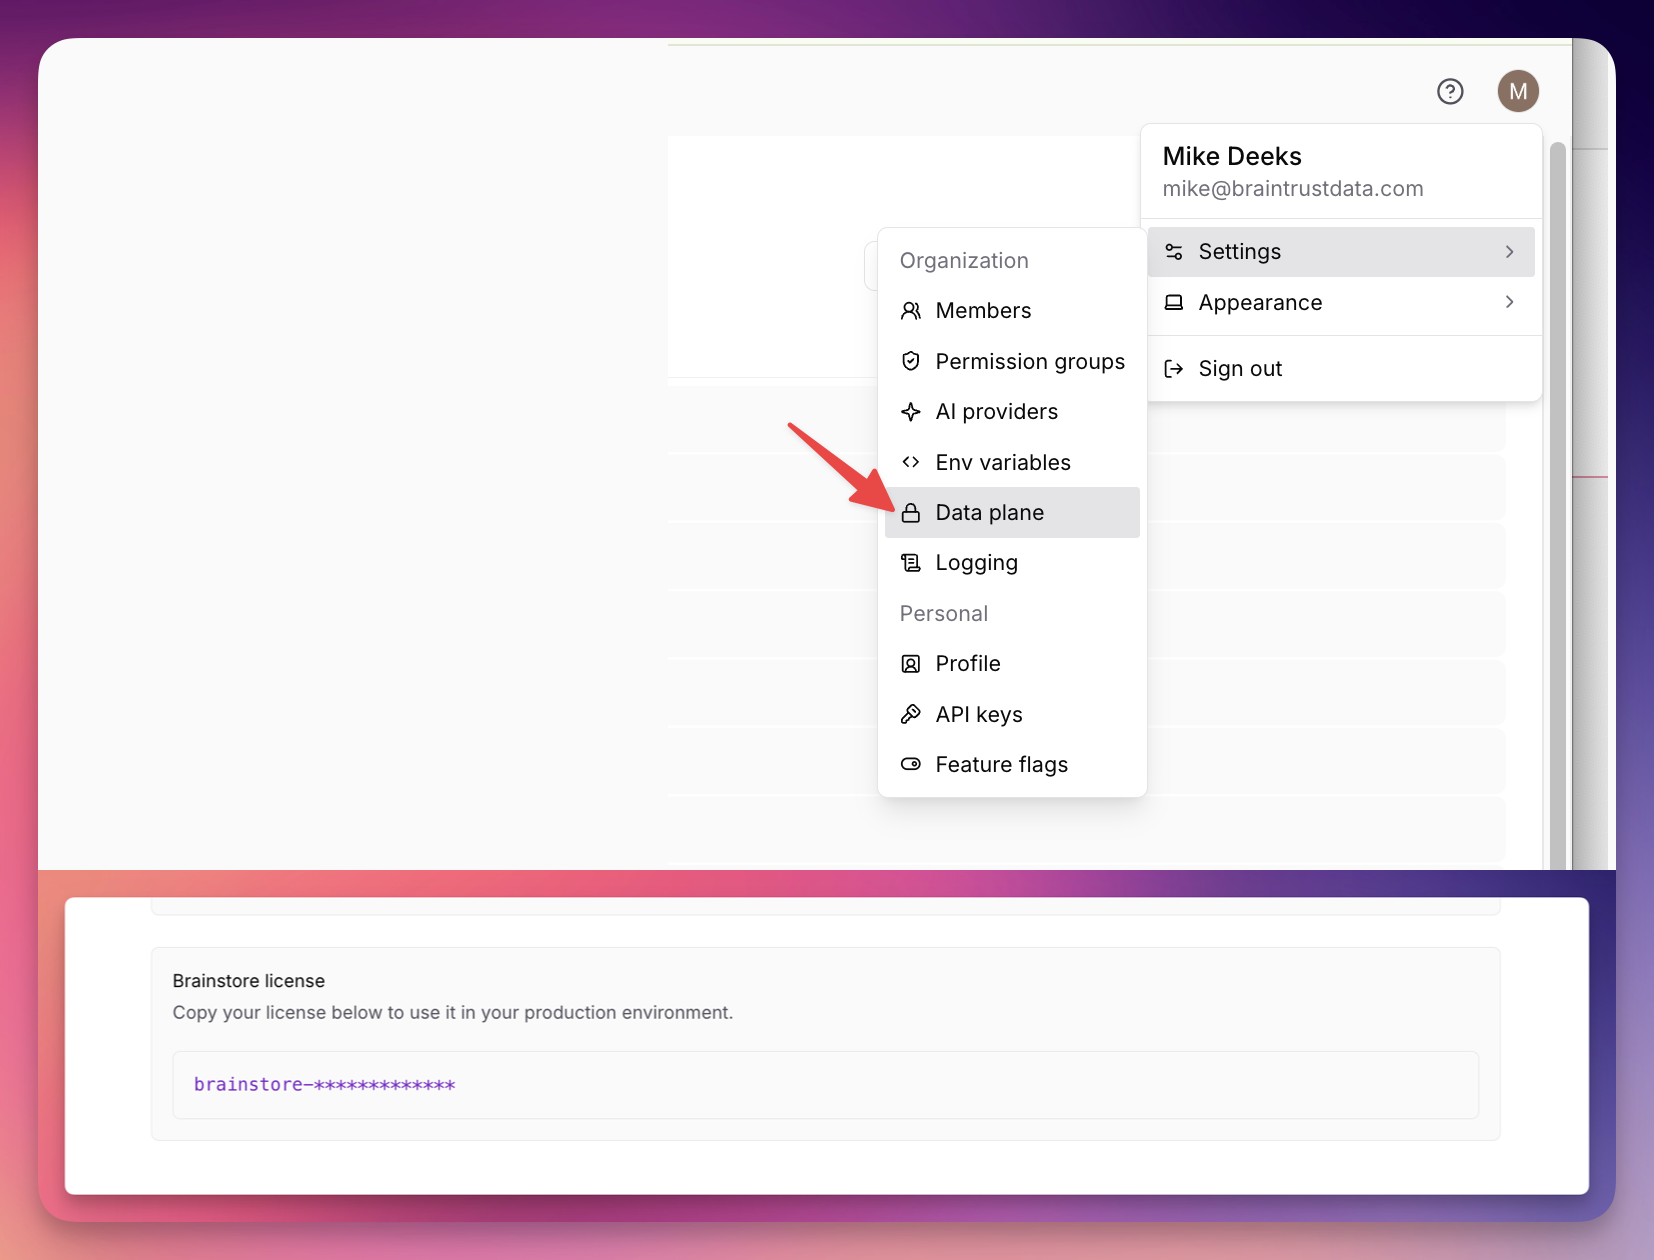 M
Mike Deeks
mike@braintrustdata.com
Settings
Appearance
Sign out
Organization
Members
Permission groups
AI providers
Env variables
Data plane
Logging
Personal
Profile
API keys
Feature flags
Brainstore license
Copy your license below to use it in your production environment.
brainstore-*************